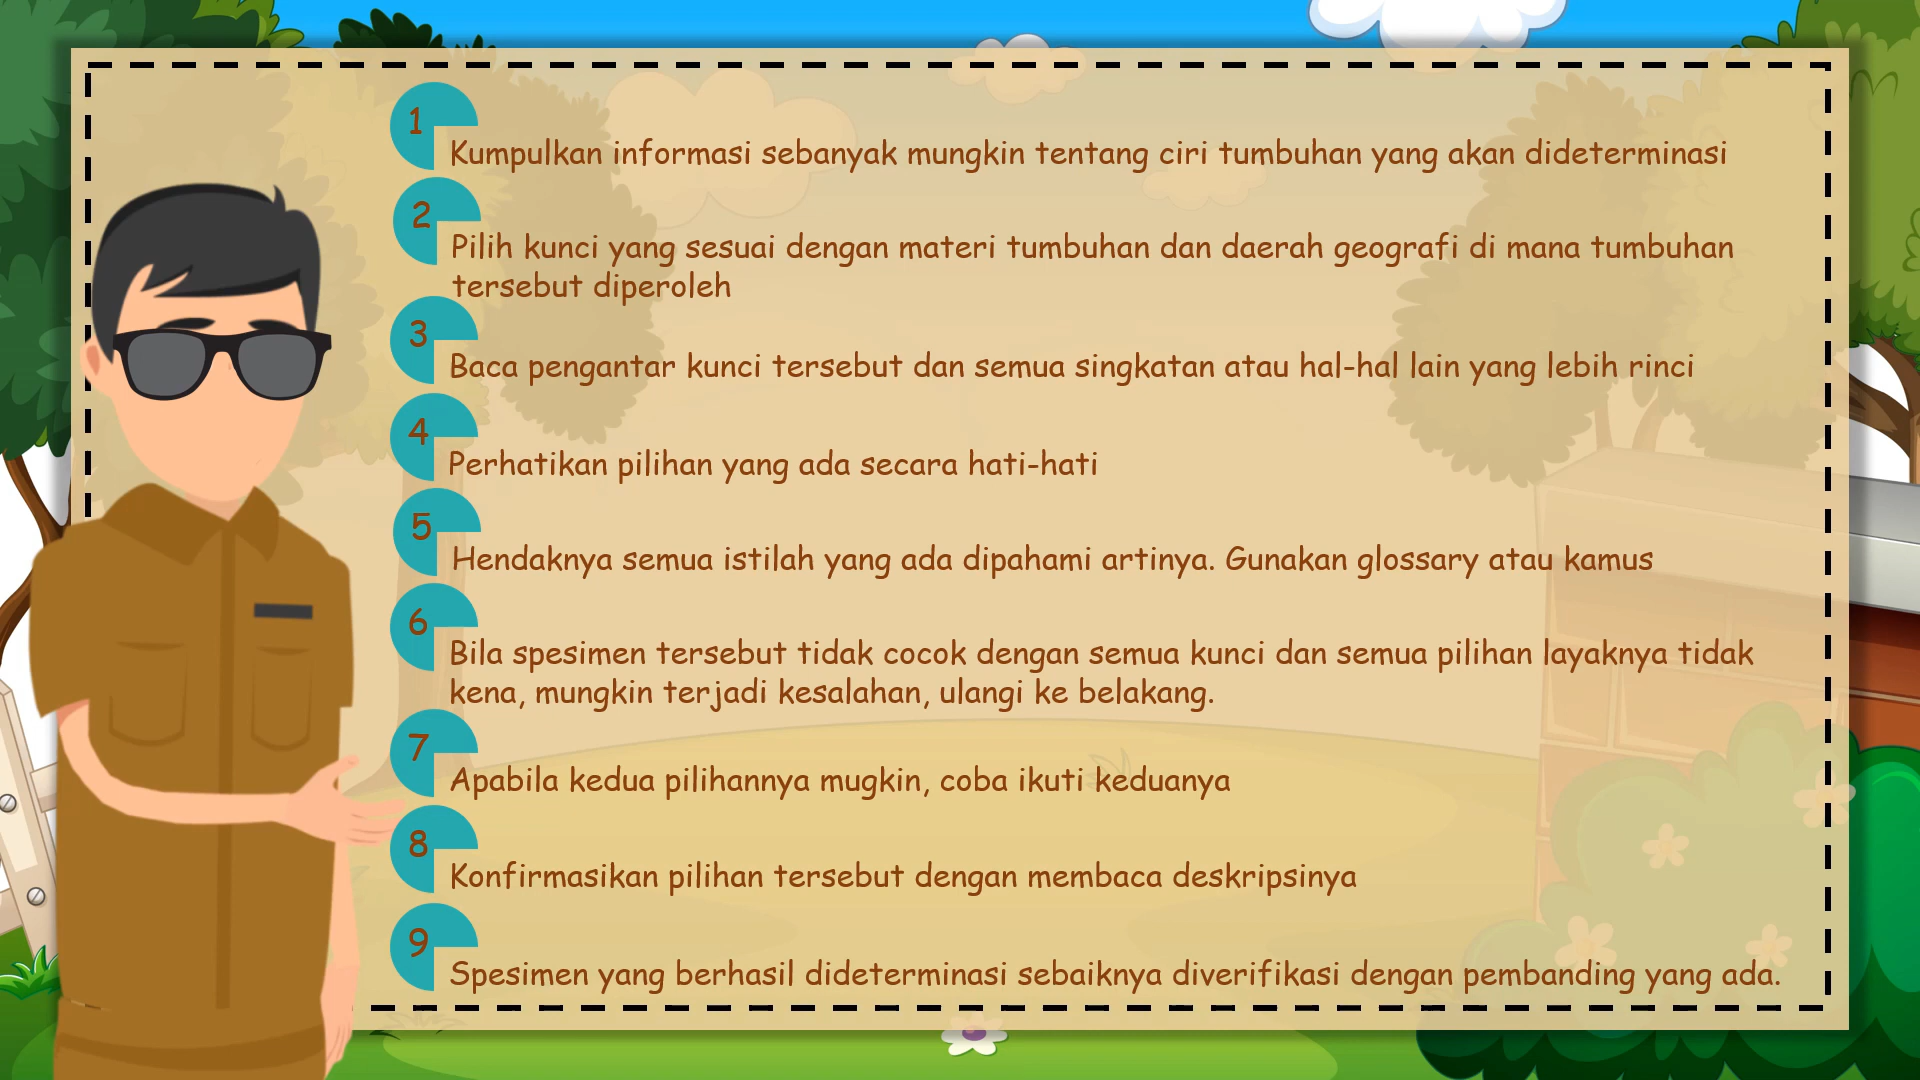 1
Kumpulkan informasi sebanyak mungkin tentang ciri tumbuhan yang akan dideterminasi
2
Pilih kunci yang sesuai dengan materi tumbuhan dan daerah geografi di mana tumbuhan
tersebut diperoleh
3
Baca pengantar kunci tersebut dan semua singkatan atau hal-hal lain yang lebih rinci
4
Perhatikan pilihan yang ada secara hati-hati
5
Hendaknya semua istilah yang ada dipahami artinya. Gunakan glossary atau kamus
6
Bila spesimen tersebut tidak cocok dengan semua kunci dan semua pilihan layaknya tidak
kena, mungkin terjadi kesalahan, ulangi ke belakang.
7
Apabila kedua pilihannya mugkin, coba ikuti keduanya
8
Konfirmasikan pilihan tersebut dengan membaca deskripsinya
9
Spesimen yang berhasil dideterminasi sebaiknya diverifikasi dengan pembanding yang ada.